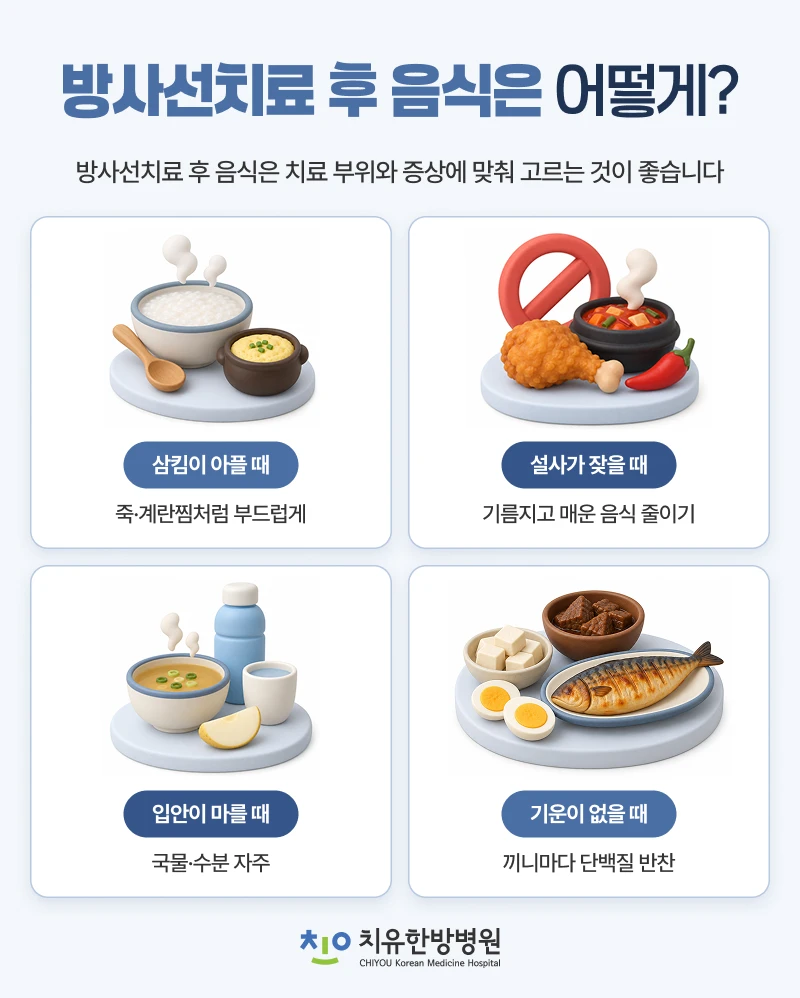 방사선치료 후 음식은 어떻게?
방사선치료 후 음식은 치료 부위와 증상에 맞춰 고르는 것이 좋습니다
삼킴이 아플 때
죽·계란찜처럼 부드럽게
설사가 잦을 때
기름지고 매운 음식 줄이기
입안이 마를 때
국물·수분 자주
기운이 없을 때
끼니마다 단백질 반찬
치유 치유한방병원
CHIYOU Korean Medicine Hospital